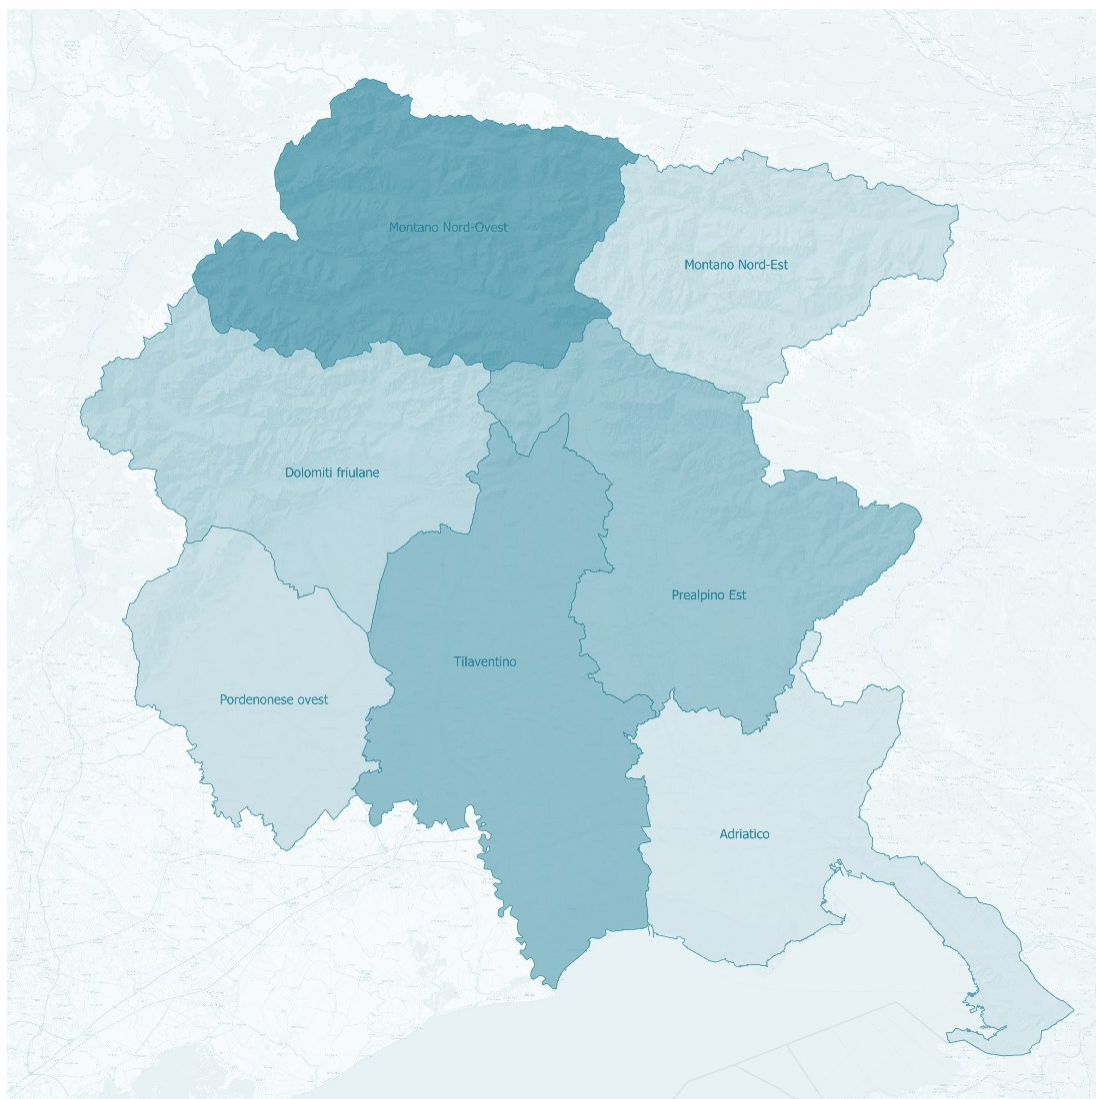 Montano Nord-Ovest
Montano Nord-Est
Dolomiti friulane
Prealpino Est
Tilaventino
Pordenonese ovest
Adriatico